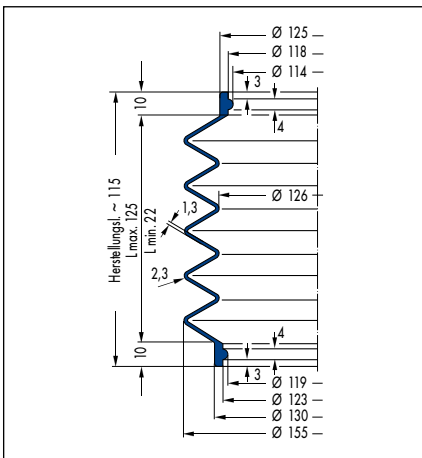 Ø 125
Ø 118
Ø 114
3
10
4
Herstellungsl. ~ 115
L max. 125
L min. 22
1,3
Ø 126
2,3
4
10
3
Ø 119
Ø 123
Ø 130
Ø 155